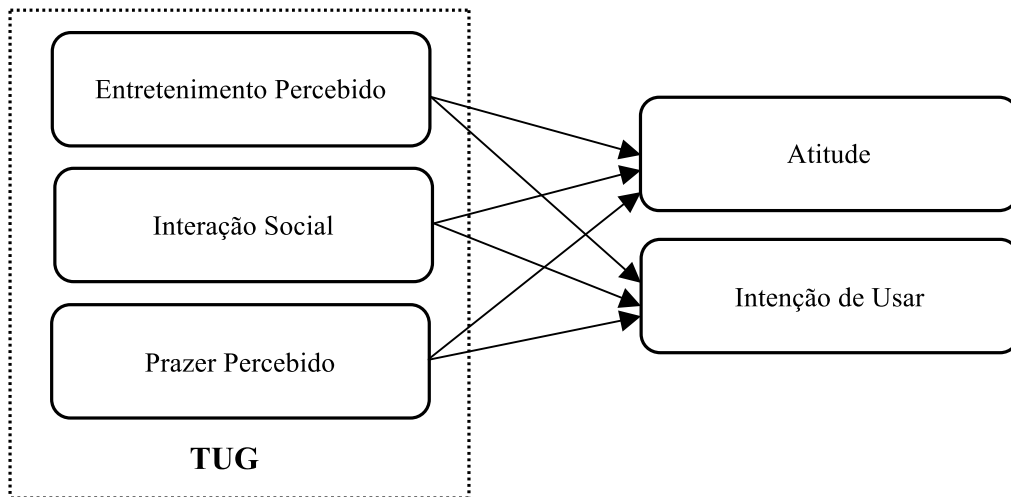 Entretenimento Percebido
Interação Social
Prazer Percebido
TUG
Atitude
Intenção de Usar